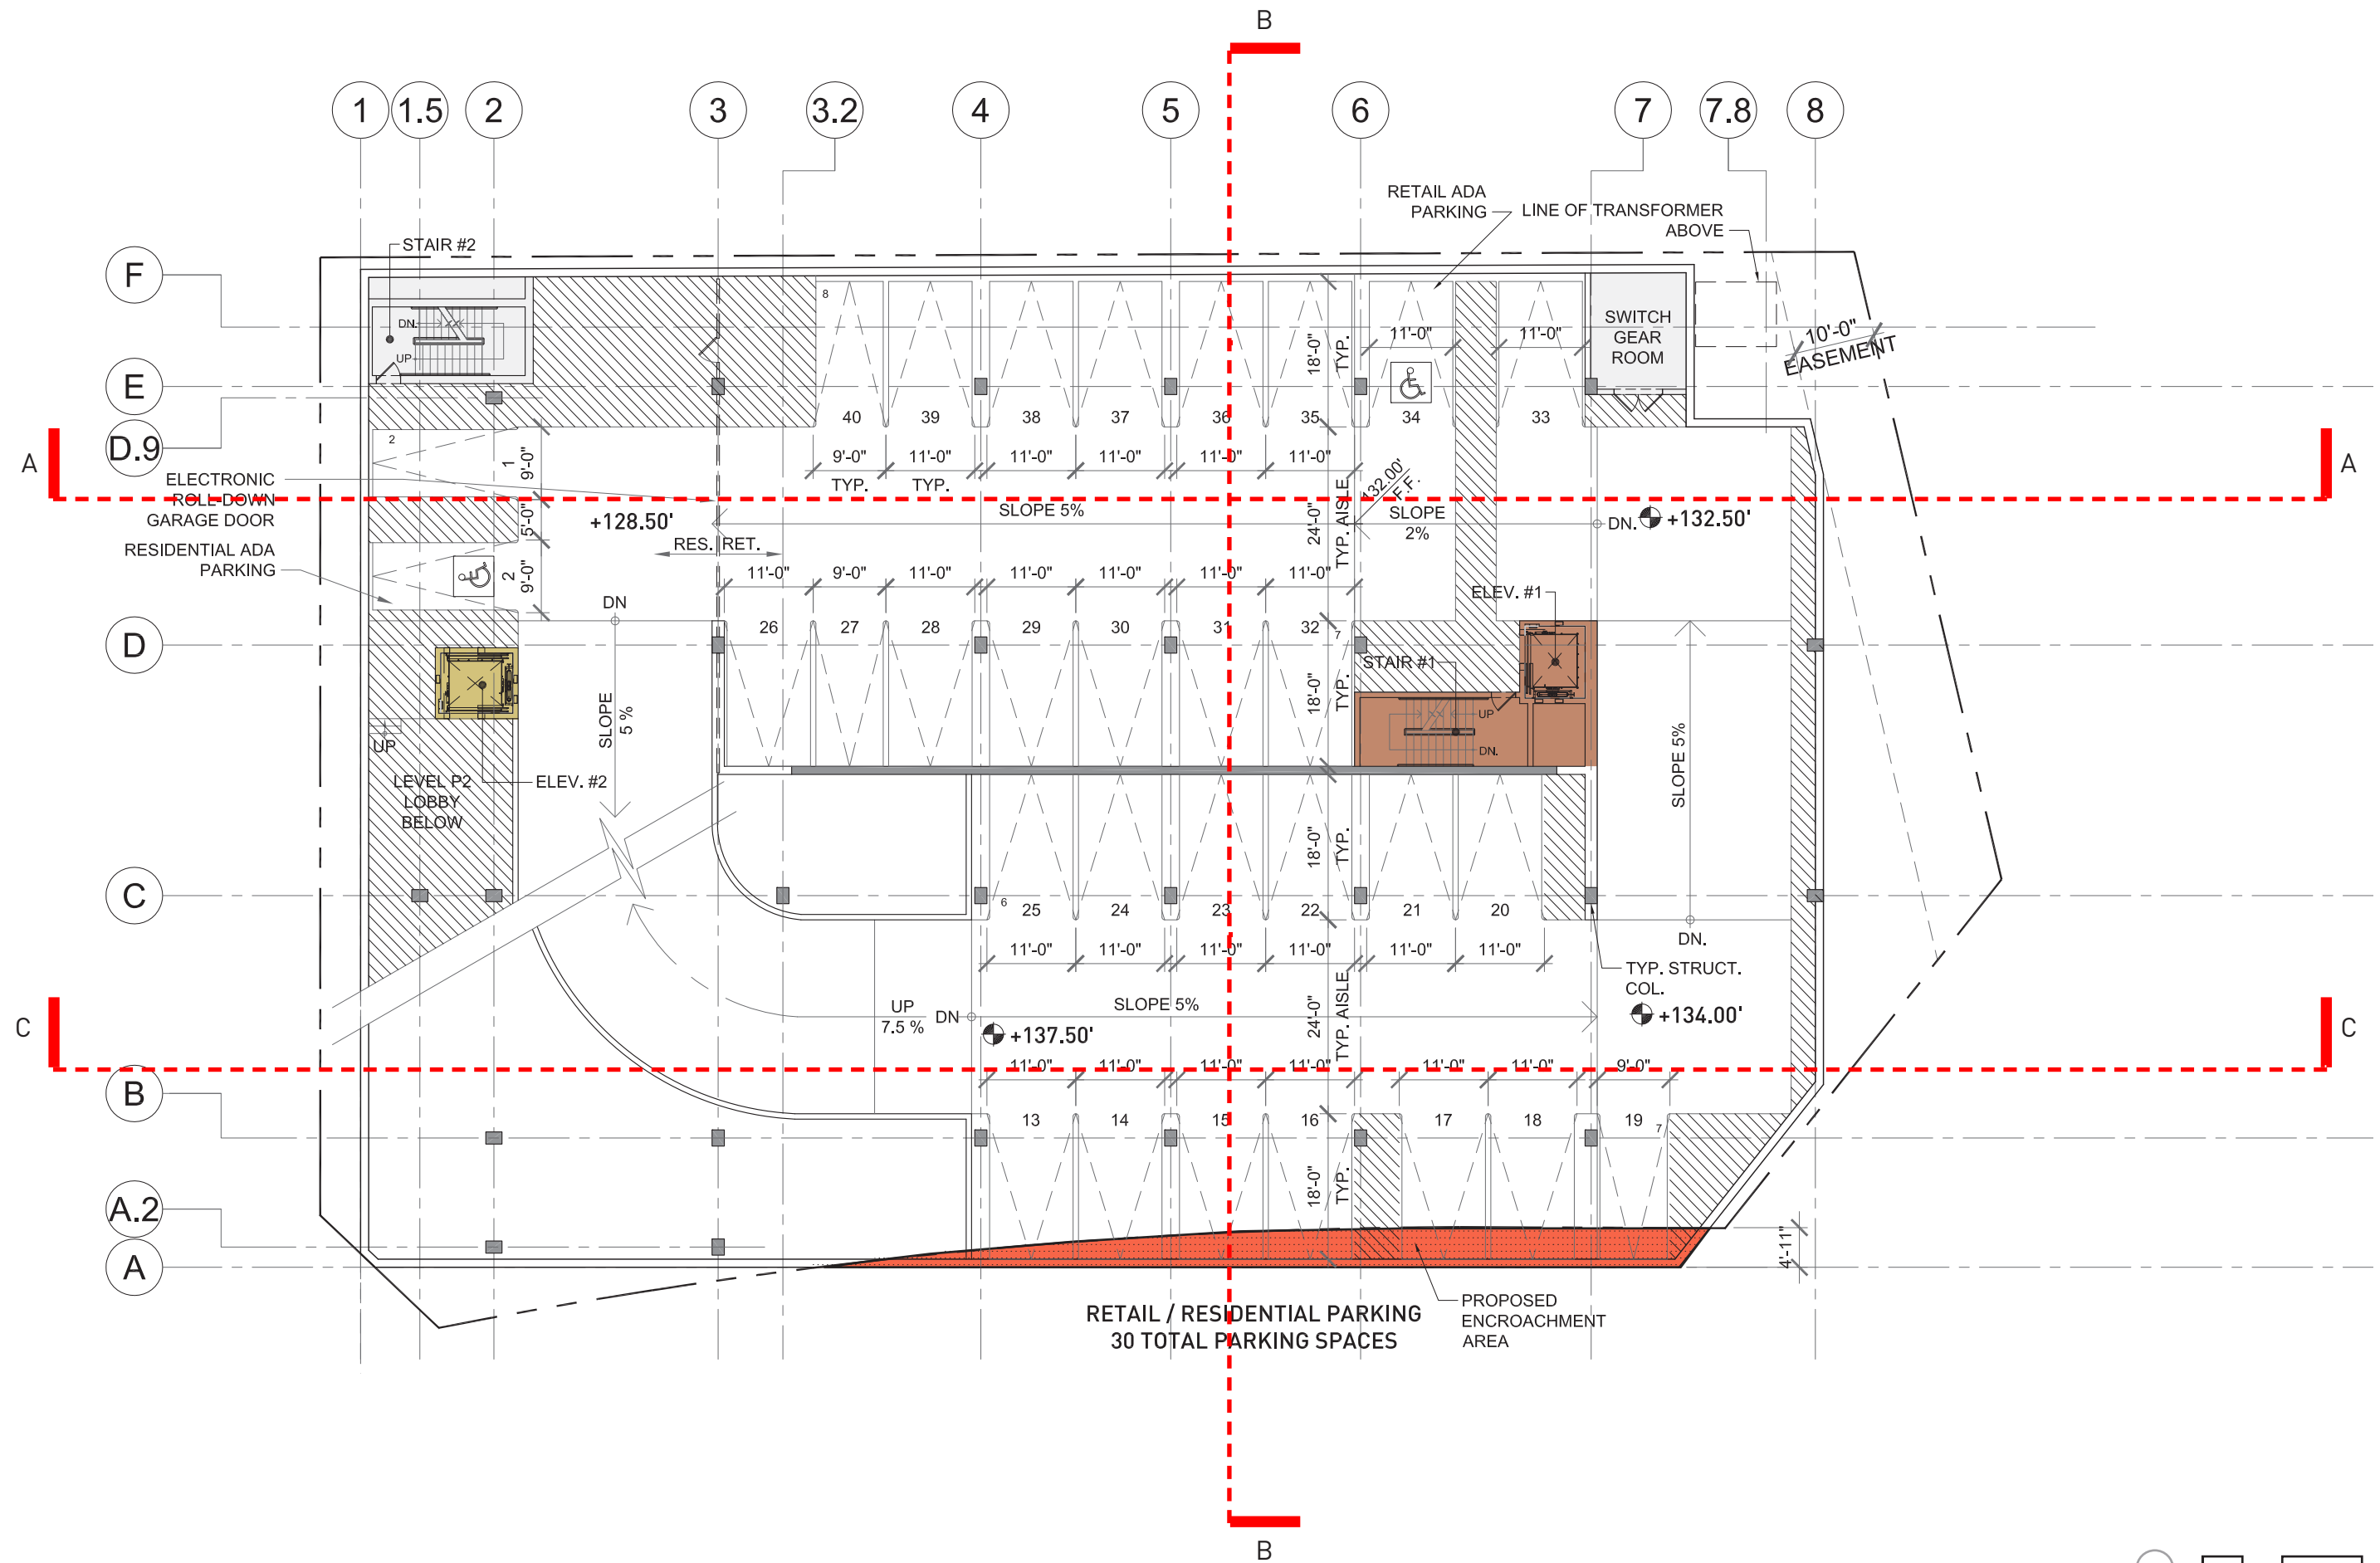 B
1
1.5
2
3
3.2
4
5
6
7
7.8
8
RETAIL ADA
PARKING
LINE OF TRANSFORMER
ABOVE
STAIR #2
F
8
DN.
UP
18'-0"
TYP.
11'-0"
11'-0"
SWITCH
GEAR
ROOM
10'-0"
EASEMENT
E
40
39
38
37
36
35
34
33
D.9
2
1
9'-0"
9'-0"
11'-0"
11'-0"
11'-0"
11'-0"
11'-0"
TYP.
TYP.
A
A
ELECTRONIC
ROLL-DOWN
GARAGE DOOR
5'-0"
+128.50'
SLOPE 5%
24'-0"
TYP. AISLE
132.00'
F.F.
SLOPE
2%
DN.
+132.50'
RES.
RET.
RESIDENTIAL ADA
PARKING
2
9'-0"
11'-0"
9'-0"
11'-0"
11'-0"
11'-0"
11'-0"
11'-0"
ELEV. #1
DN
D
26
27
28
29
30
31
32
7
STAIR #1
SLOPE
5 %
18'-0"
TYP.
UP
DN.
SLOPE 5%
UP
LEVEL P2
LOBBY
BELOW
ELEV. #2
18'-0"
TYP.
C
6
25
24
23
22
21
20
11'-0"
11'-0"
11'-0"
11'-0"
11'-0"
11'-0"
DN.
TYP. STRUCT.
COL.
C
C
UP
7.5 %
DN
SLOPE 5%
+137.50'
24'-0"
TYP. AISLE
+134.00'
11'-0"
11'-0"
11'-0"
11'-0"
11'-0"
11'-0"
9'-0"
B
13
14
15
16
17
18
19
7
18'-0"
TYP.
A.2
A
4'-11"
RETAIL / RESIDENTIAL PARKING
30 TOTAL PARKING SPACES
PROPOSED
ENCROACHMENT
AREA
B